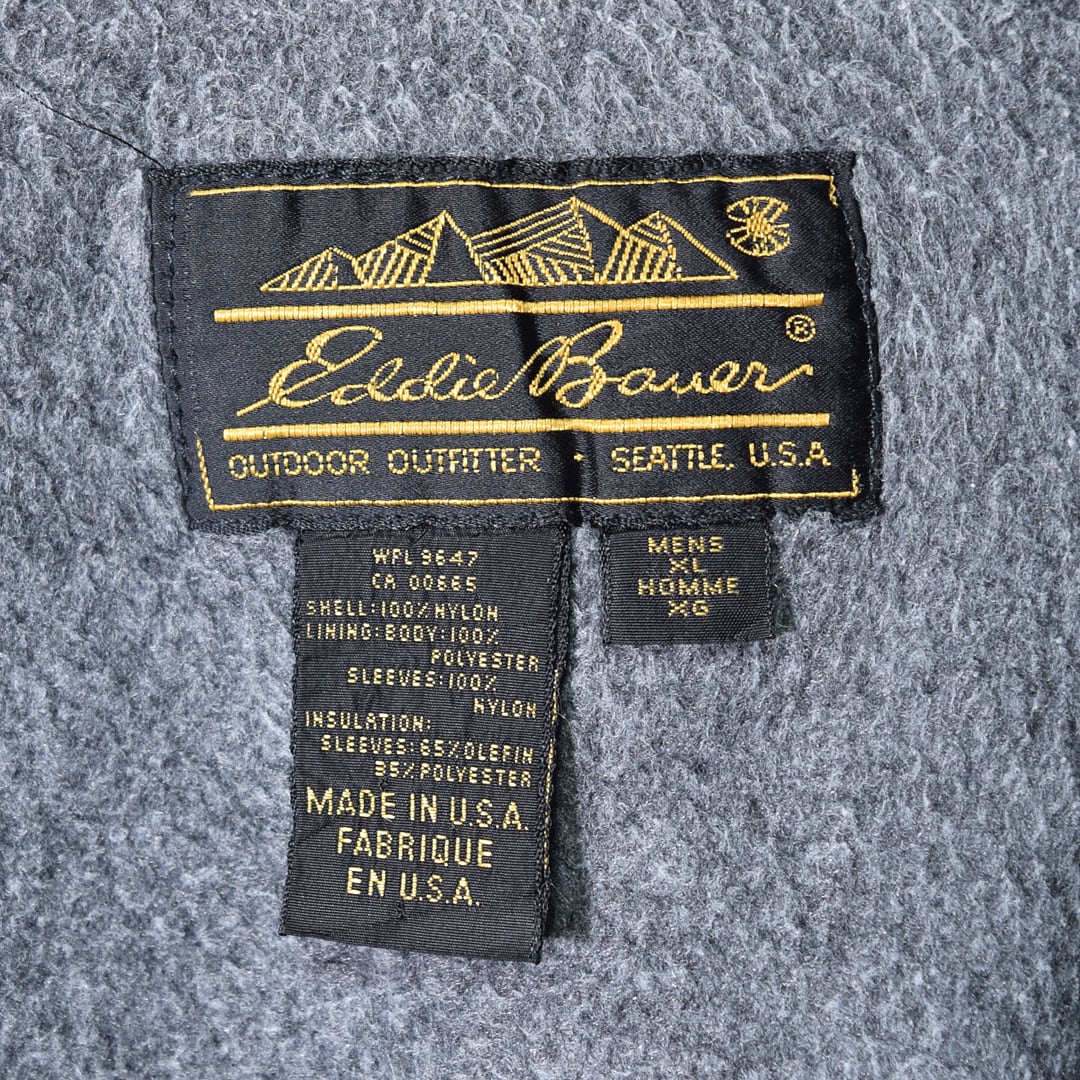 Eddie Bauer®
OUTDOOR OUTFITTER · SEATTLE, U.S.A
WPL 9647
CA 00665
SHELL:100% NYLON
LINING:BODY:100%
POLYESTER
SLEEVES:100%
NYLON
INSULATION:
SLEEVES:65%OLEFIN
35%POLYESTER
MADE IN U.S.A.
FABRIQUE
EN U.S.A.
MENS
XL
HOMME
XG